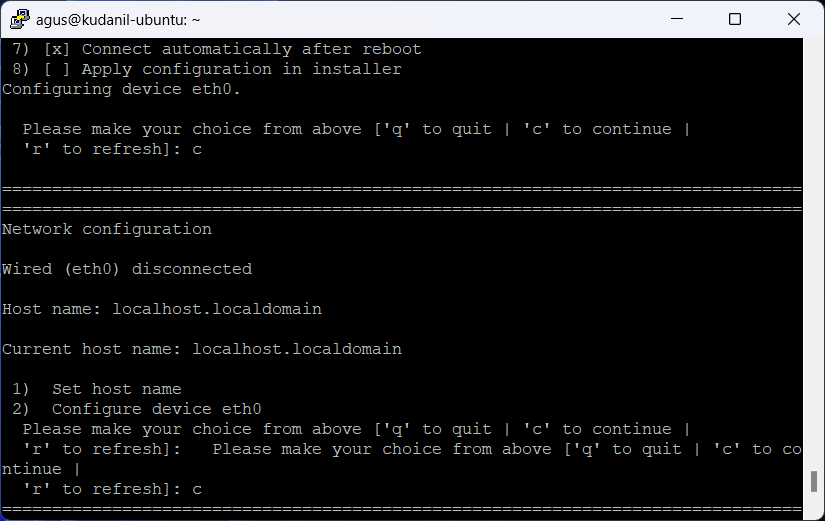 agus@kudanil-ubuntu: ~
7) [x] Connect automatically after reboot
8) [ ] Apply configuration in installer
Configuring device eth0.
Please make your choice from above ['q' to quit | 'c' to continue |
'r' to refresh]: c
================================================================================
================================================================================
Network configuration
Wired (eth0) disconnected
Host name: localhost.localdomain
Current host name: localhost.localdomain
1)  Set host name
2)  Configure device eth0
Please make your choice from above ['q' to quit | 'c' to continue |
'r' to refresh]:   Please make your choice from above ['q' to quit | 'c' to co
ntinue |
'r' to refresh]: c
================================================================================